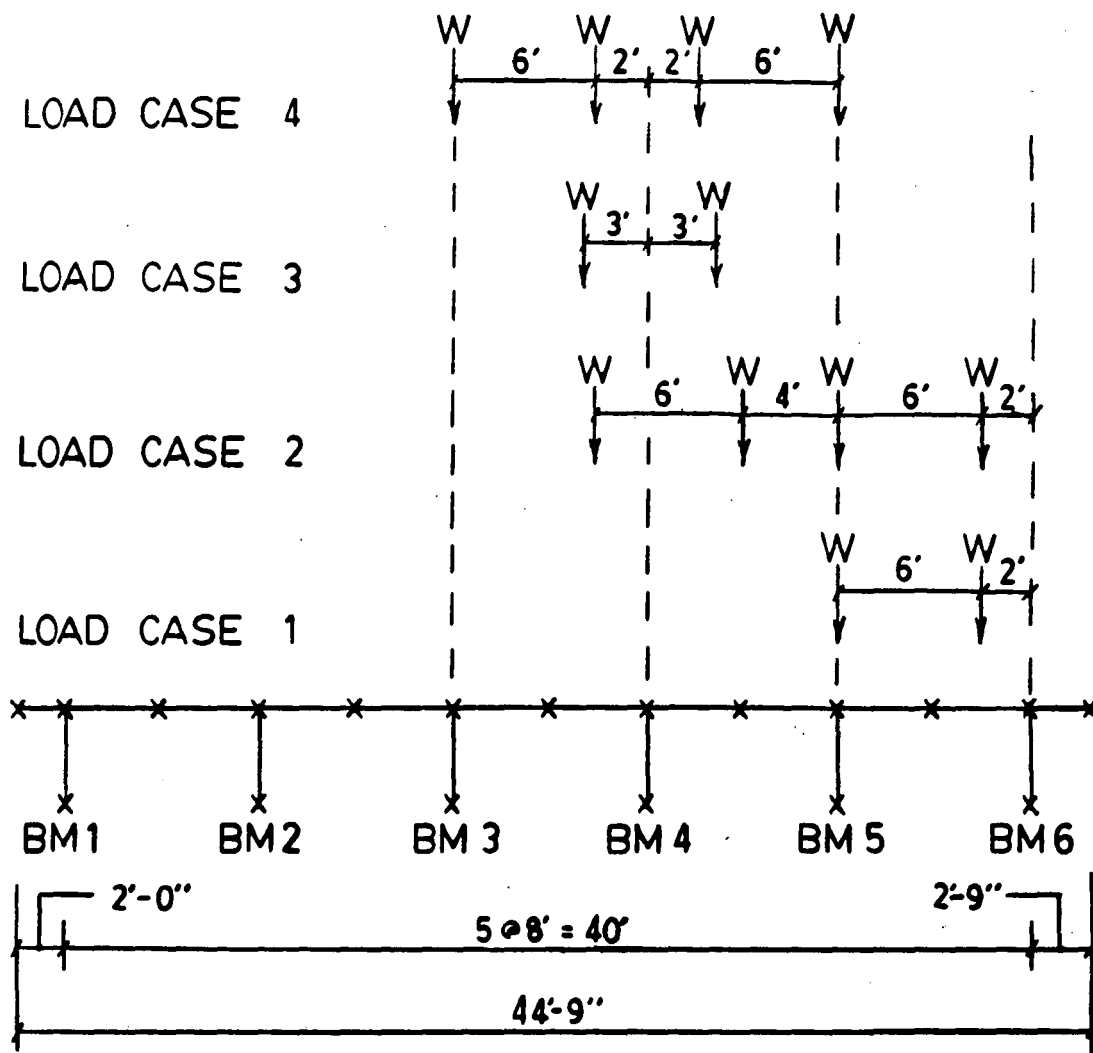 W W W W
6' 2' 2' 6'
LOAD CASE 4
W W
3' 3'
LOAD CASE 3
W W W W
6' 4' 6' 2'
LOAD CASE 2
W W
6' 2'
LOAD CASE 1
BM1 BM2 BM3 BM4 BM5 BM6
2'-0" 2'-9"
5@8' = 40'
44'-9"